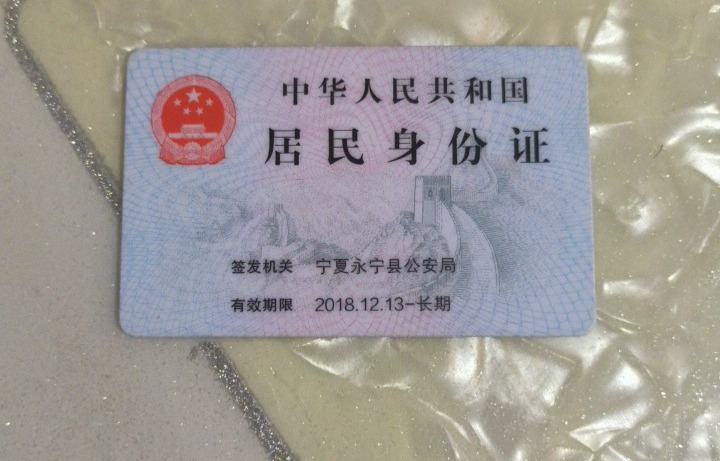 中华人民共和国
居民身份证
签发机关 宁夏永宁县公安局
有效期限 2018.12.13-长期